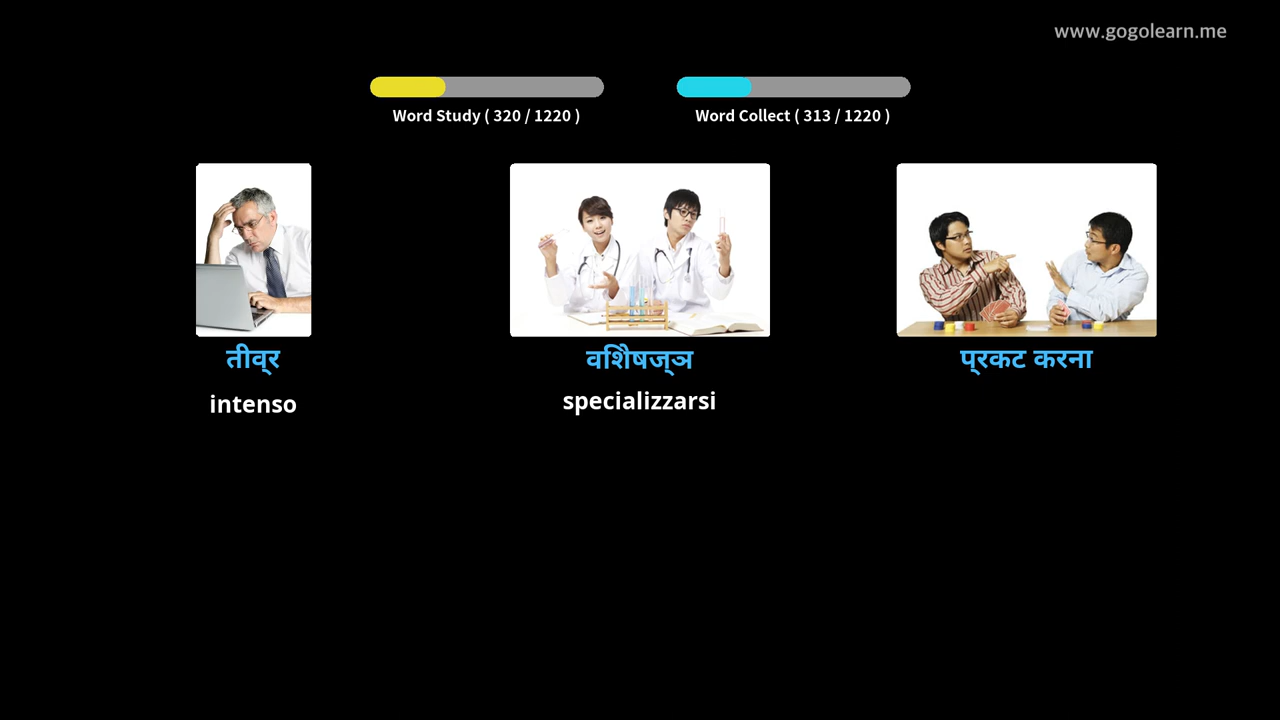 www.gogolearn.me
Word Study ( 320 / 1220 )
Word Collect ( 313 / 1220 )
तीव्र
विशेषज्ञ
प्रकट करना
intenso
specializzarsi